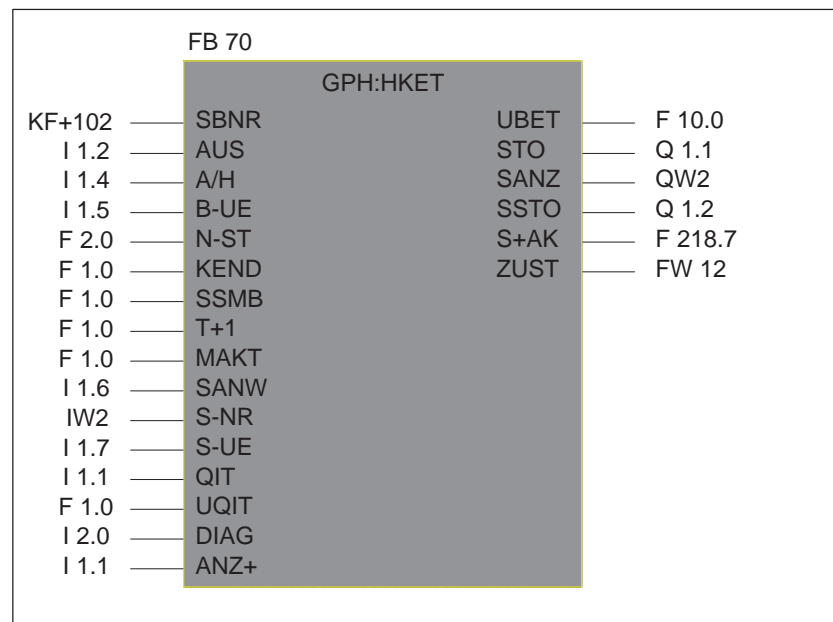 FB 70
GPH:HKET
KF+102 SBNR UBET F 10.0
I 1.2 AUS STO Q 1.1
I 1.4 A/H SANZ QW2
I 1.5 B-UE SSTO Q 1.2
F 2.0 N-ST S+AK F 218.7
F 1.0 KEND ZUST FW 12
F 1.0 SSMB
F 1.0 T+1
F 1.0 MAKT
I 1.6 SANW
IW2 S-NR
I 1.7 S-UE
I 1.1 QIT
F 1.0 UQIT
I 2.0 DIAG
I 1.1 ANZ+